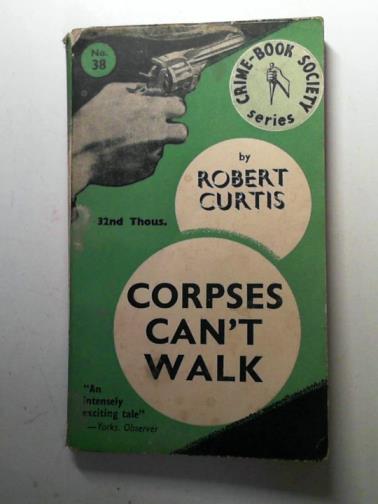 No.
38
CRIME-BOOK SOCIETY
series
by
ROBERT
CURTIS
32nd Thous.
CORPSES
CAN'T
WALK
"An
intensely
exciting tale"
—Yorks. Observer